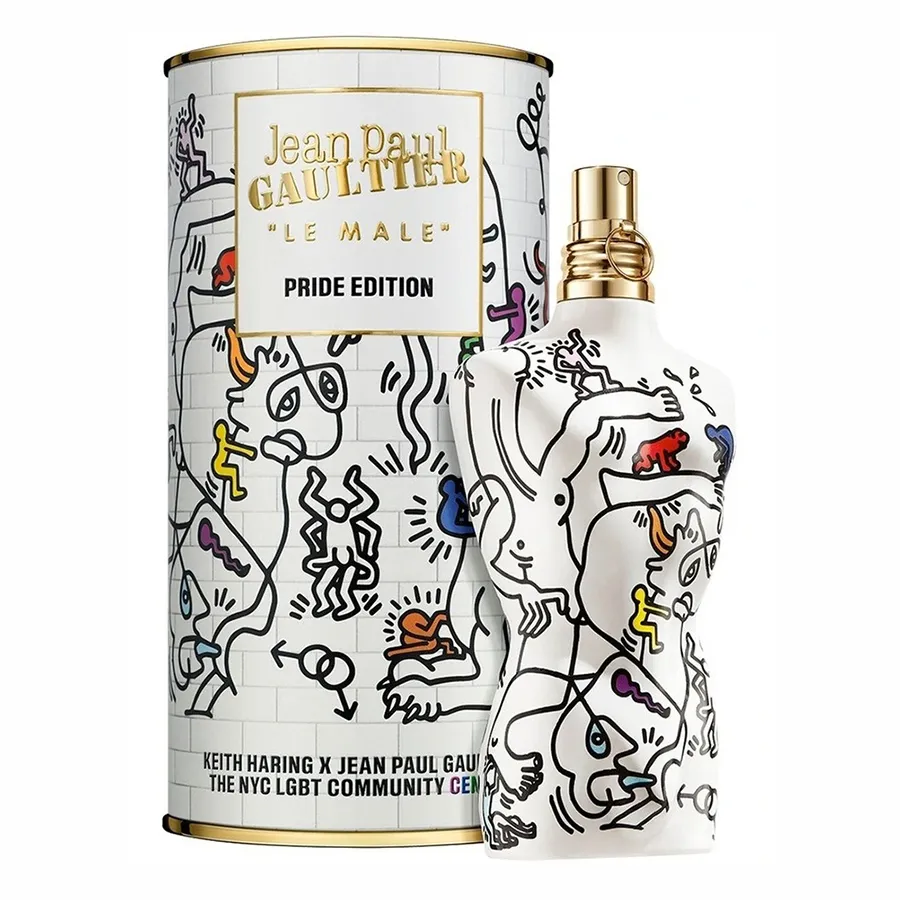 Jean Paul
GAULTIER
"LE MALE"
PRIDE EDITION
KEITH HARING X JEAN PAUL
THE NYC LGBT COMMUNITY